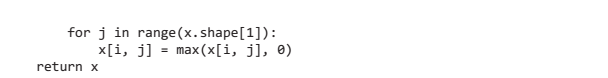 for j in range(x.shape[1]):
            x[i, j] = max(x[i, j], 0)
    return x